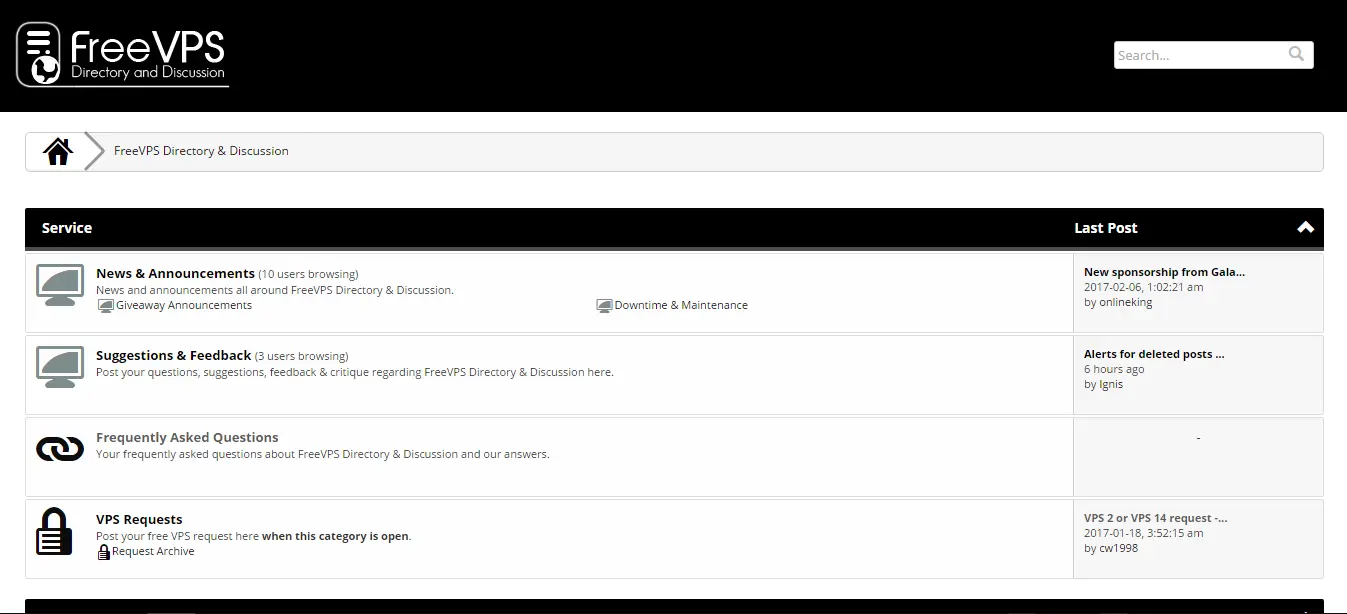 FreeVPS
Directory and Discussion
Search...
FreeVPS Directory & Discussion
Service
Last Post
News & Announcements (10 users browsing)
News and announcements all around FreeVPS Directory & Discussion.
Giveaway Announcements
Downtime & Maintenance
New sponsorship from Gala...
2017-02-06, 1:02:21 am
by onlineking
Suggestions & Feedback (3 users browsing)
Post your questions, suggestions, feedback & critique regarding FreeVPS Directory & Discussion here.
Alerts for deleted posts ...
6 hours ago
by Ignis
Frequently Asked Questions
Your frequently asked questions about FreeVPS Directory & Discussion and our answers.
-
VPS Requests
Post your free VPS request here when this category is open.
Request Archive
VPS 2 or VPS 14 request -...
2017-01-18, 3:52:15 am
by cw1998